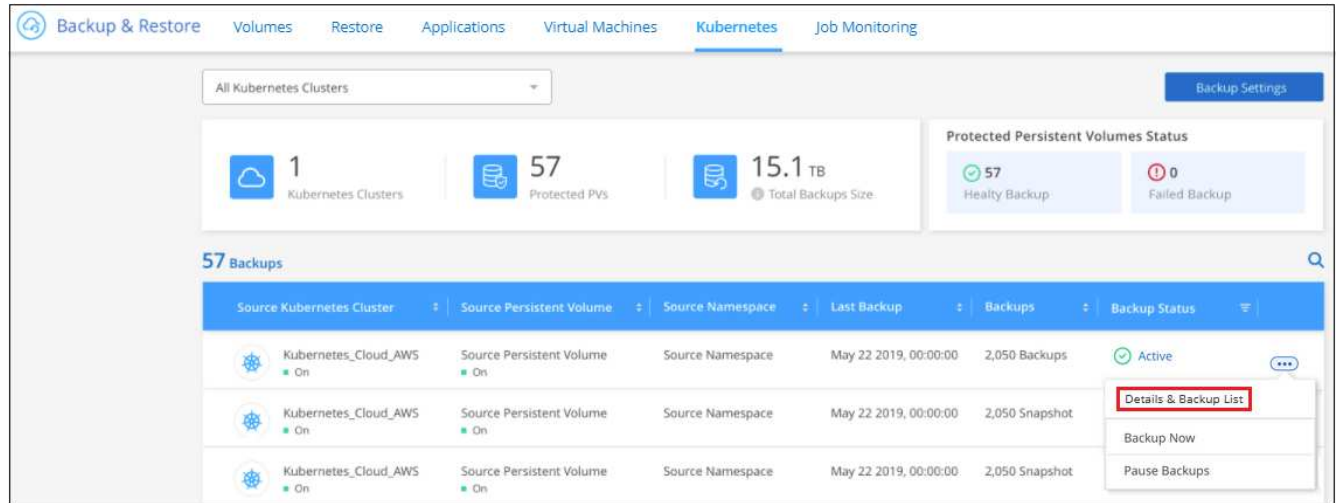 Backup & Restore Volumes Restore Applications Virtual Machines Kubernetes Job Monitoring
All Kubernetes Clusters Backup Settings
Protected Persistent Volumes Status
1 57 15.1 TB
Kubernetes Clusters Protected PVs Total Backups Size
57 0
Healty Backup Failed Backup
57 Backups
Source Kubernetes Cluster Source Persistent Volume Source Namespace Last Backup Backups Backup Status
Kubernetes_Cloud_AWS Source Persistent Volume Source Namespace May 22 2019, 00:00:00 2,050 Backups Active
On On
Details & Backup List
Kubernetes_Cloud_AWS Source Persistent Volume Source Namespace May 22 2019, 00:00:00 2,050 Snapshot
On On
Backup Now
Kubernetes_Cloud_AWS Source Persistent Volume Source Namespace May 22 2019, 00:00:00 2,050 Snapshot Pause Backups
On On